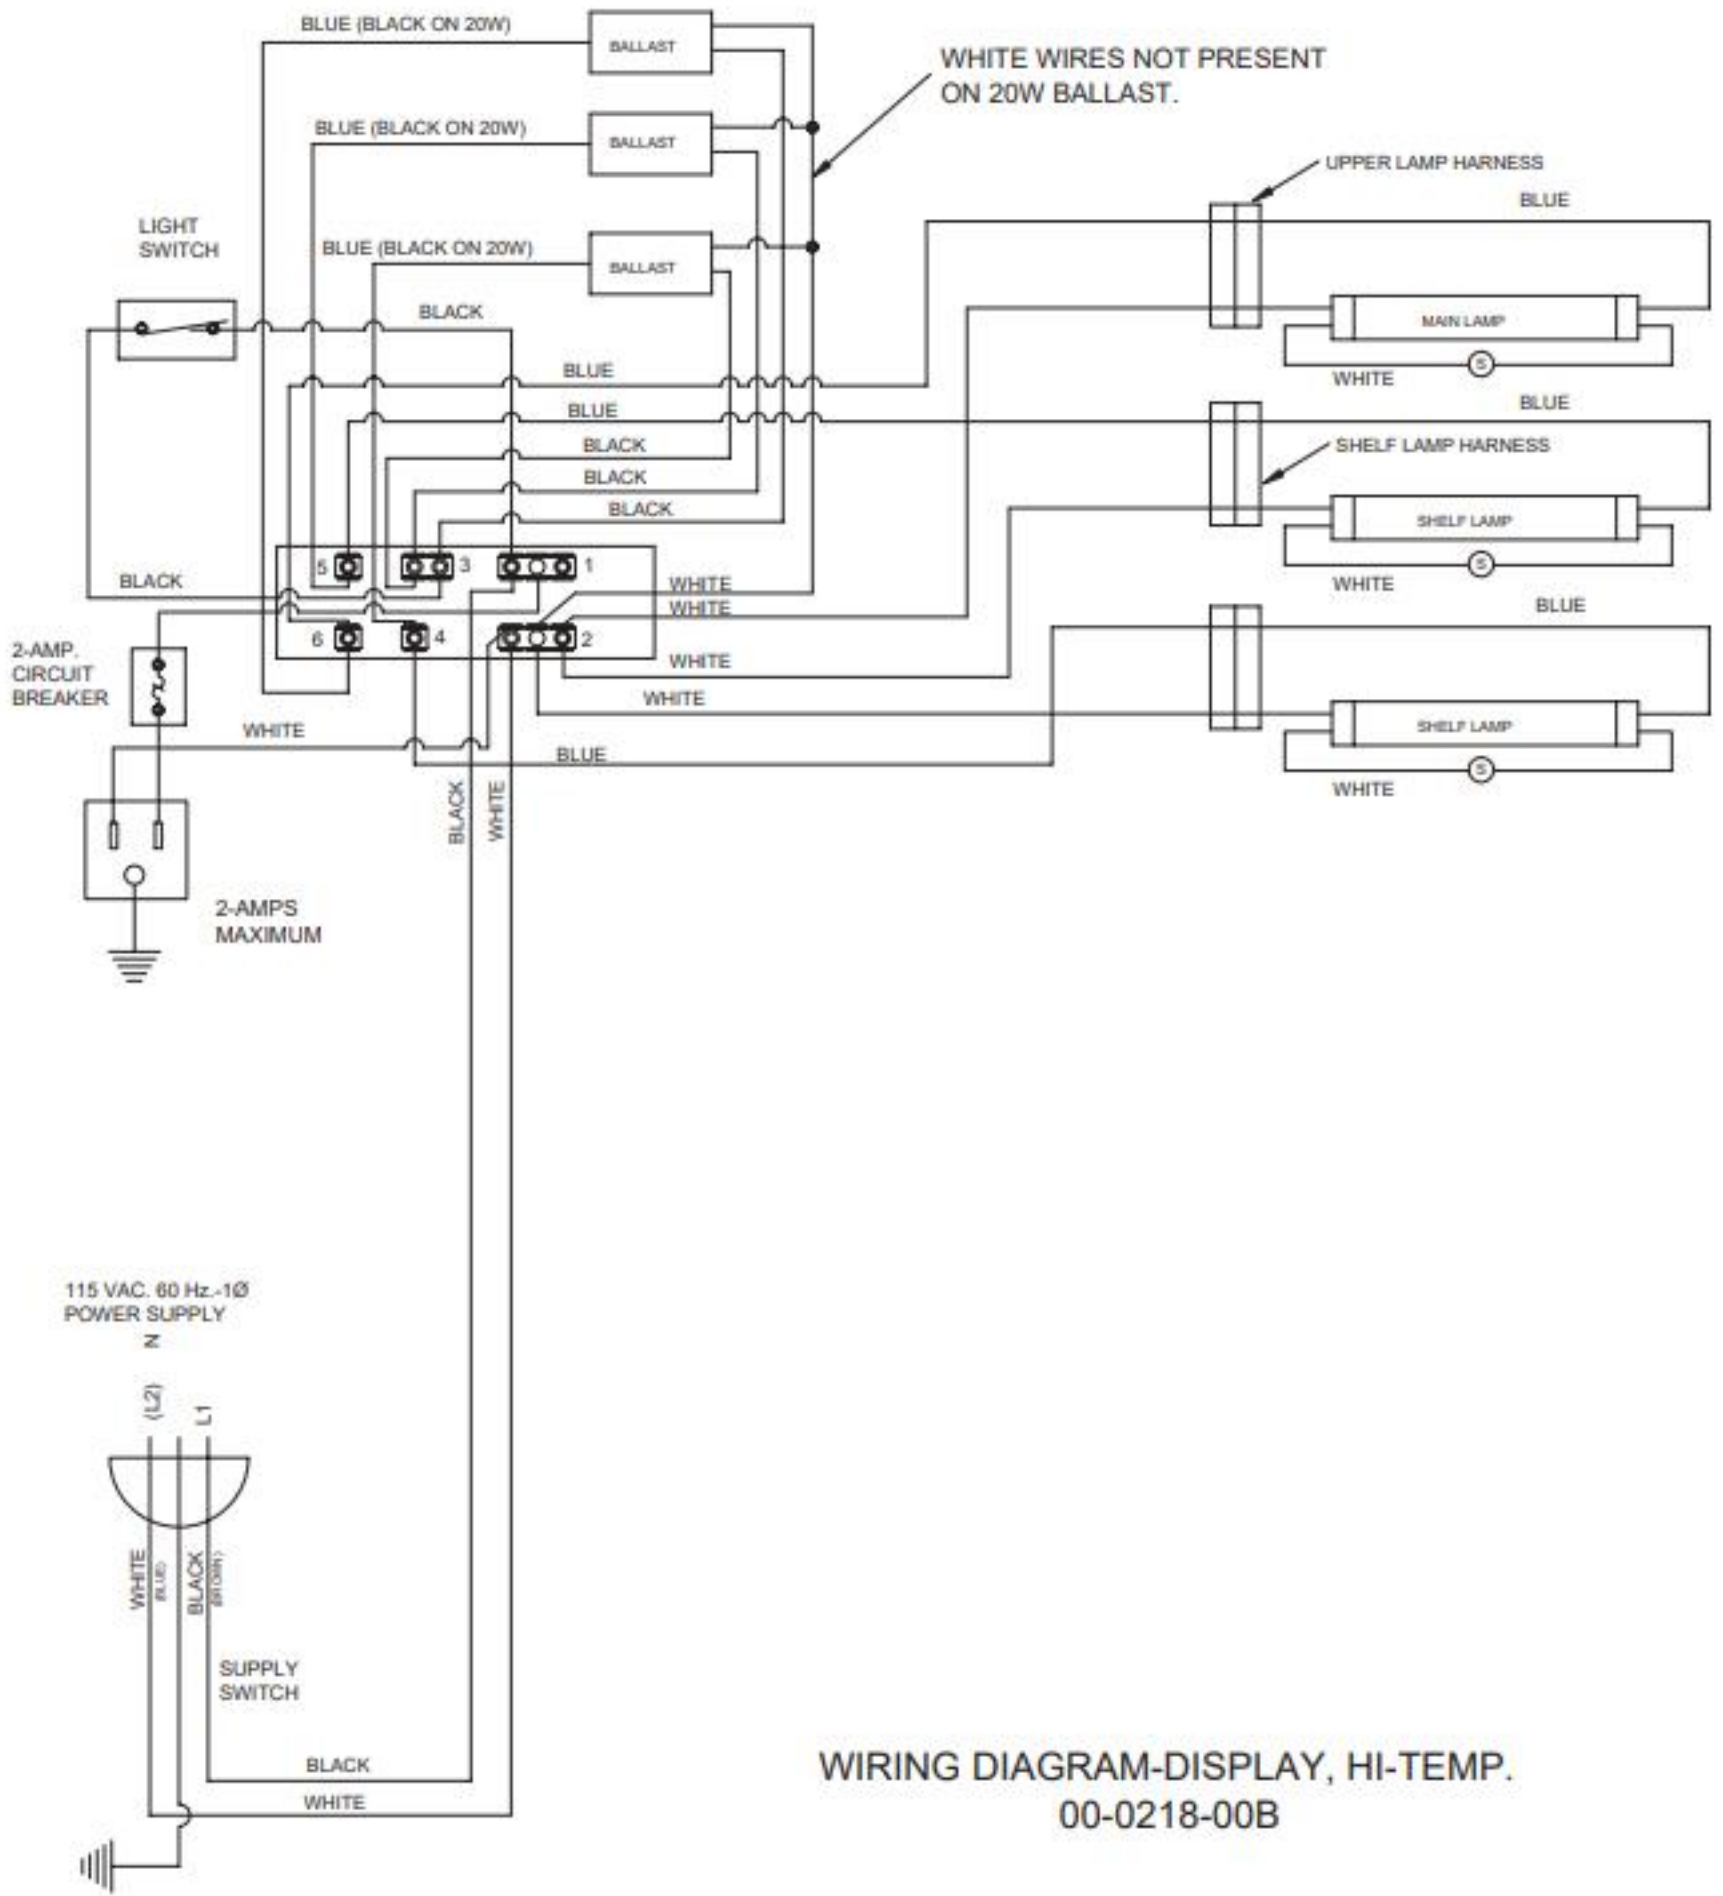 BLUE (BLACK ON 20W)
BALLAST
WHITE WIRES NOT PRESENT
ON 20W BALLAST.
BLUE (BLACK ON 20W)
BALLAST
UPPER LAMP HARNESS
BLUE
LIGHT
SWITCH
BLUE (BLACK ON 20W)
BALLAST
BLACK
MAIN LAMP
BLUE
WHITE
BLUE
BLUE
BLACK
SHELF LAMP HARNESS
BLACK
BLACK
SHELF LAMP
S
5
3
1
BLACK
WHITE
WHITE
WHITE
S
BLUE
6
4
2
2-AMP.
CIRCUIT
BREAKER
WHITE
WHITE
WHITE
SHELF LAMP
BLUE
S
WHITE
BLACK
WHITE
2-AMPS
MAXIMUM
115 VAC. 60 Hz.-1Ø
POWER SUPPLY
N
(L2)
L1
WHITE
(BLUE)
BLACK
(BROWN)
SUPPLY
SWITCH
BLACK
WHITE
WIRING DIAGRAM-DISPLAY, HI-TEMP.
00-0218-00B